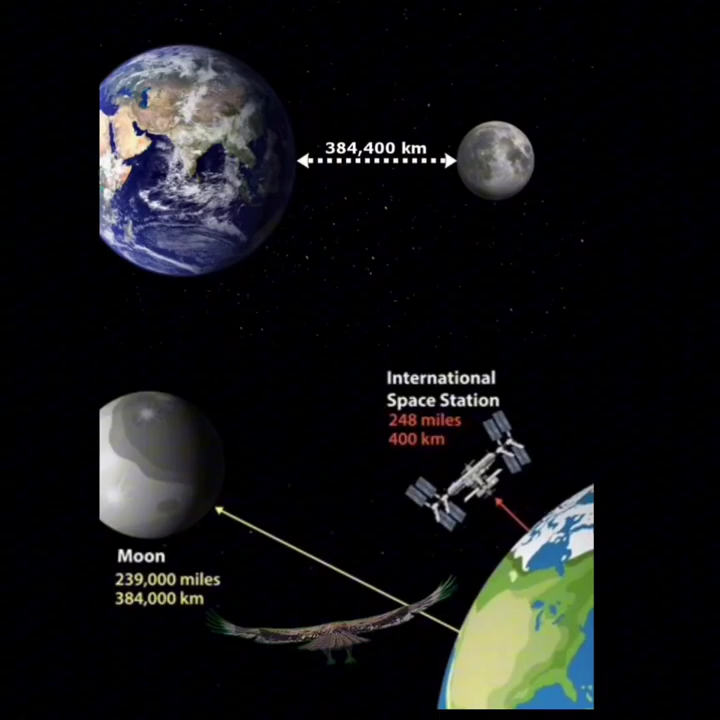 384,400 km
International
Space Station
248 miles
400 km
Moon
239,000 miles
384,000 km